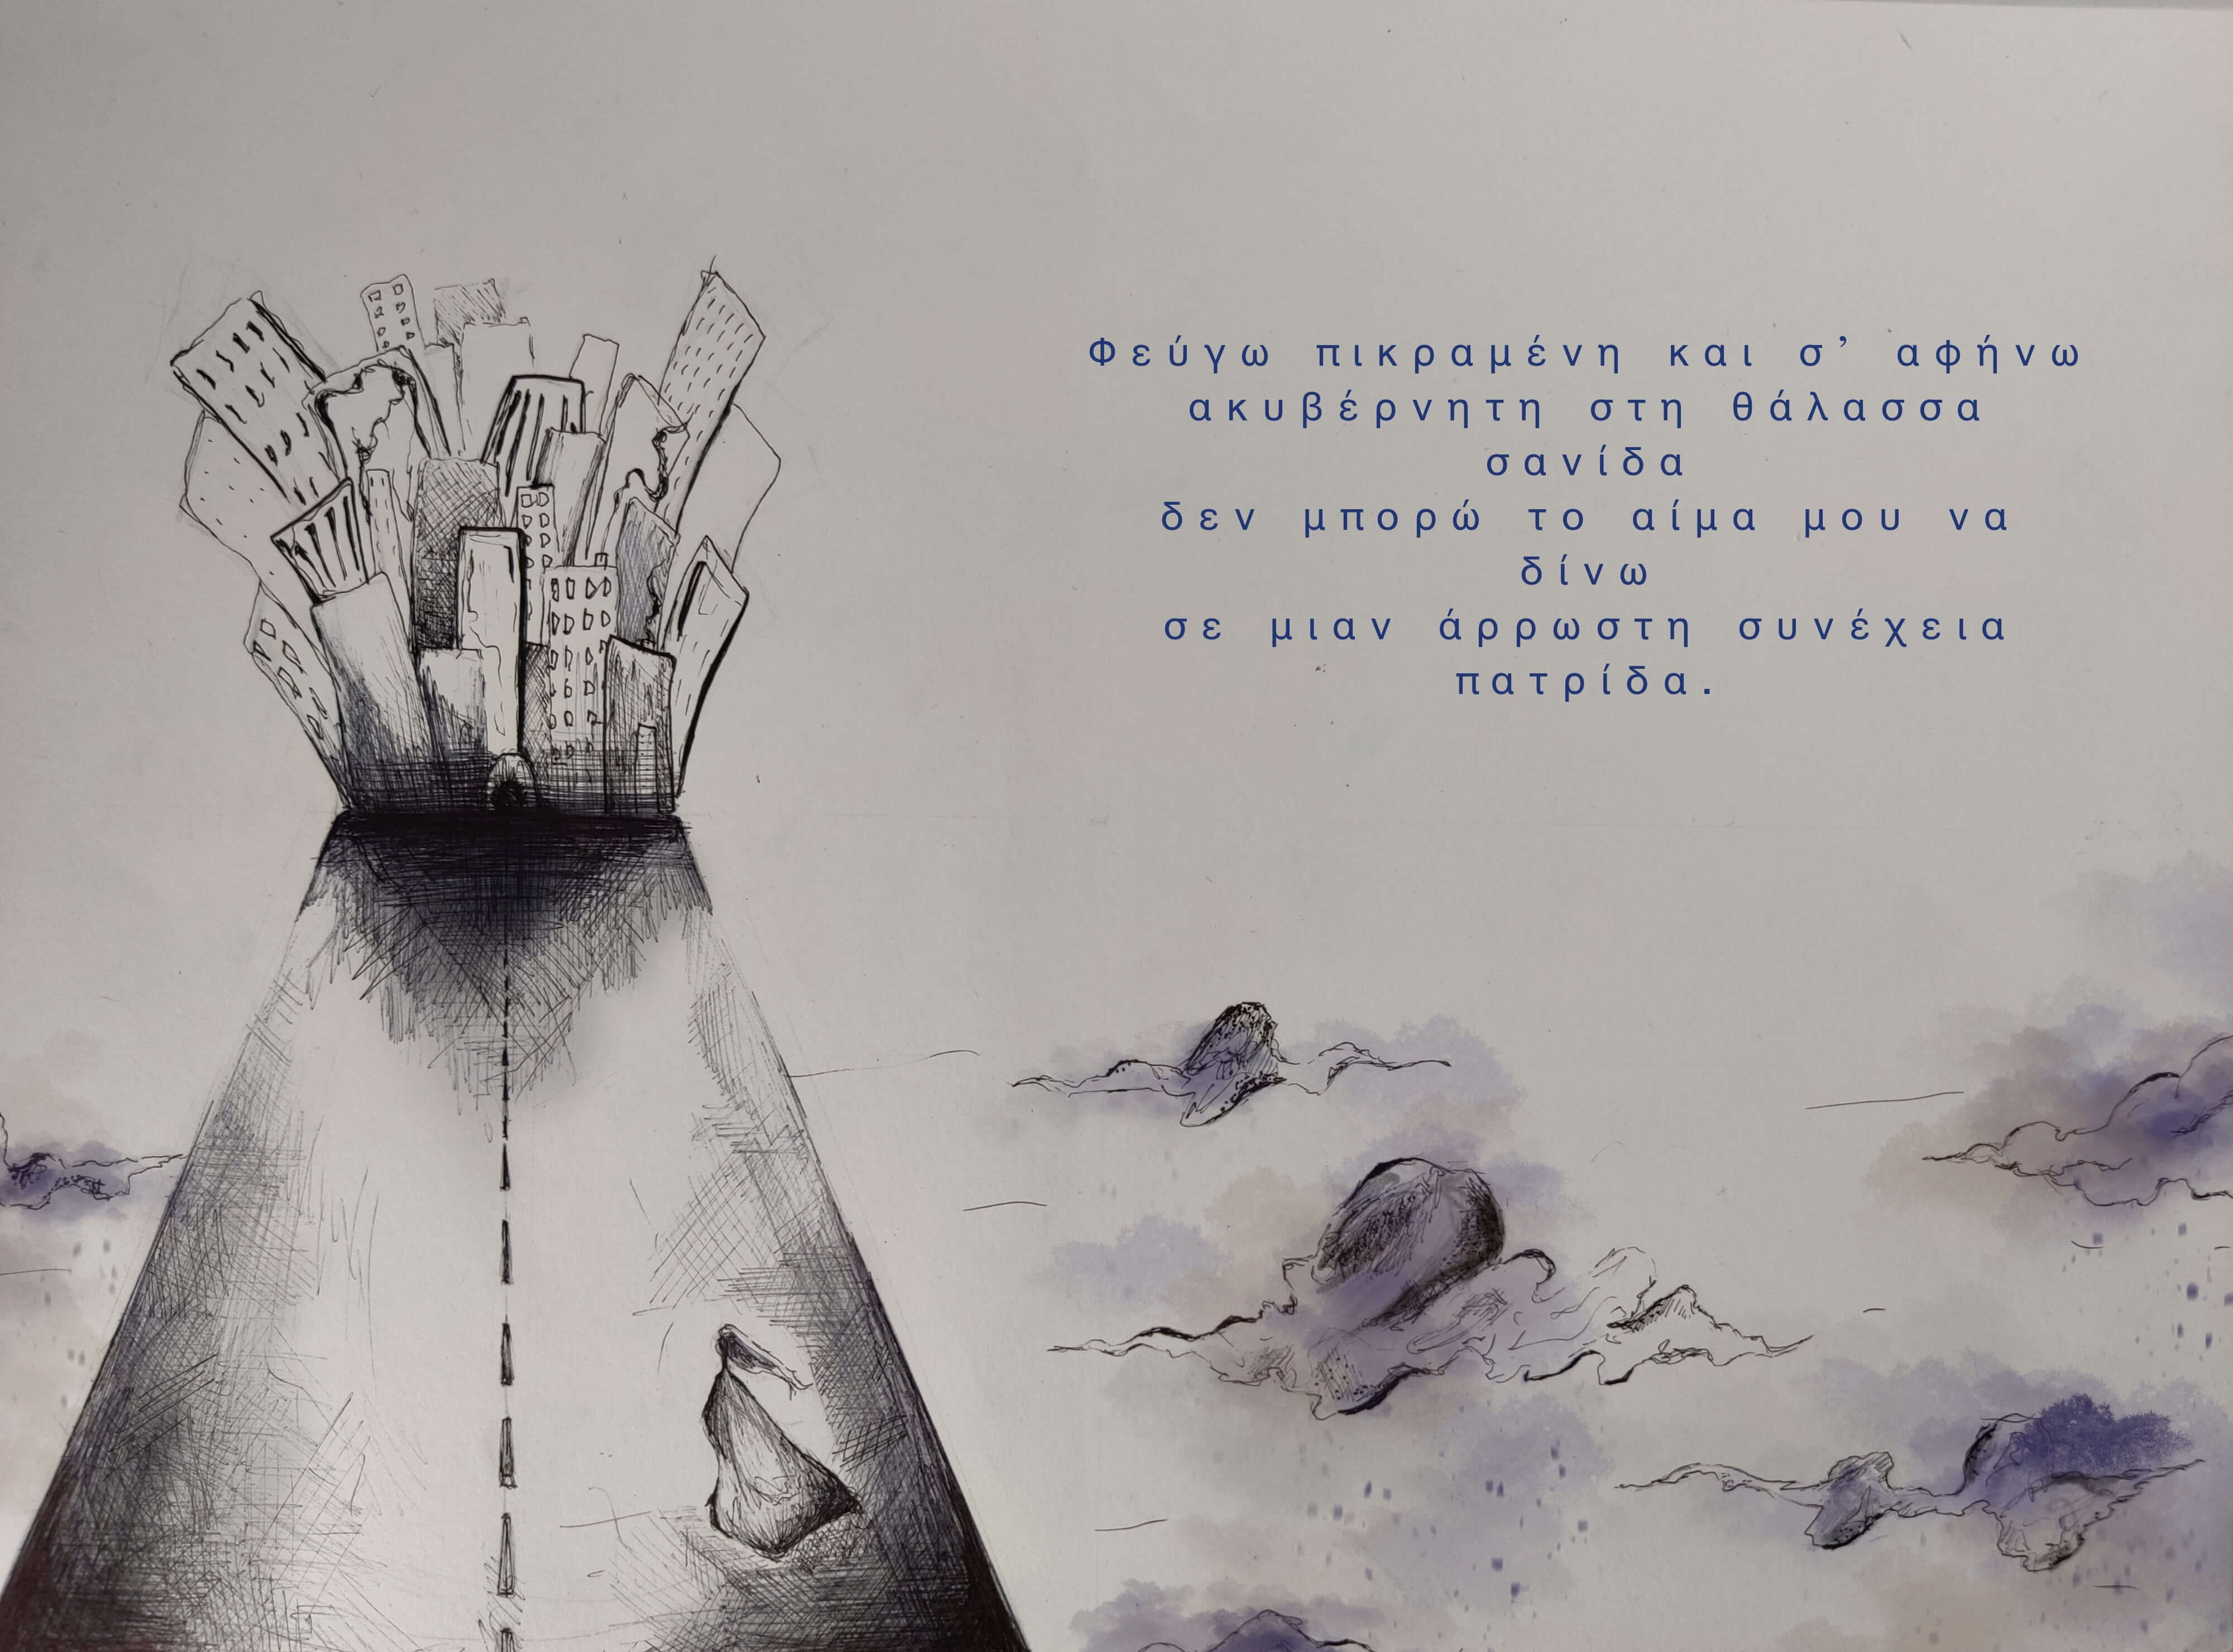 Φεύγω πικραμένη και σ’ αφήνω
ακυβέρνητη στη θάλασσα
σανίδα
δεν μπορώ το αίμα μου να
δίνω
σε μιαν άρρωστη συνέχεια
πατρίδα.